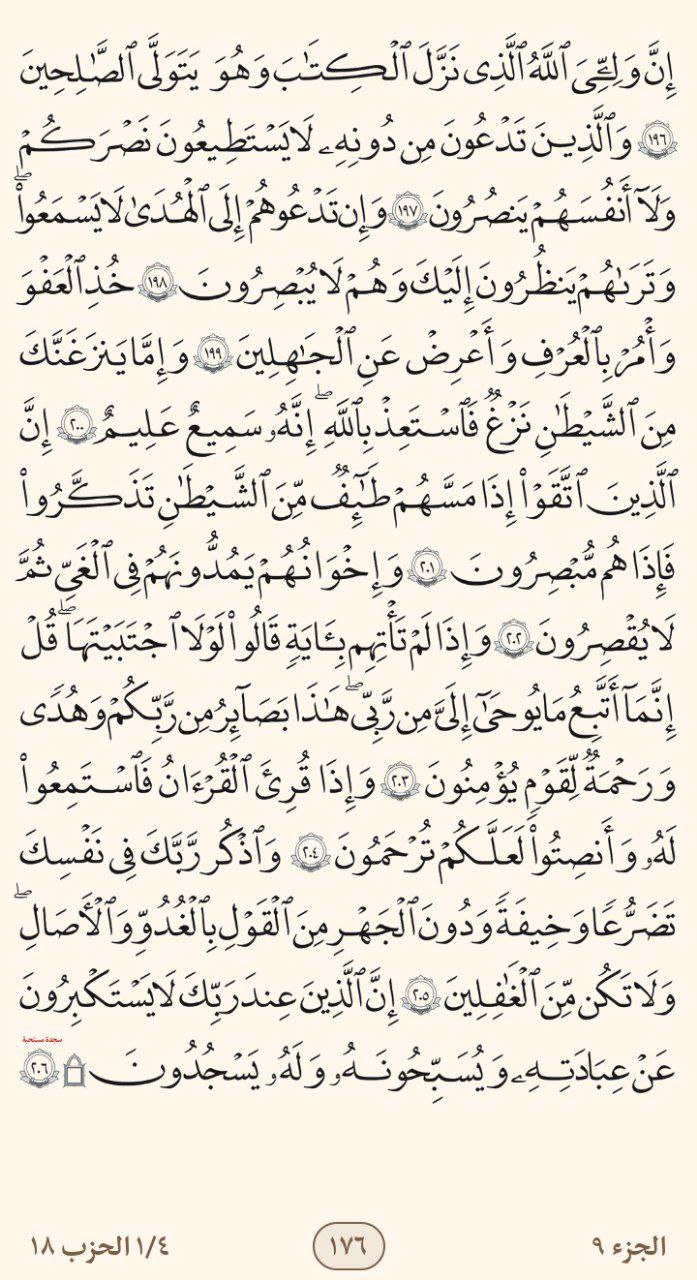 إِنَّ وَلِـِّۧيَ ٱللَّهُ ٱلَّذِى نَزَّلَ ٱلْكِتَـٰبَ وَهُوَ يَتَوَلَّى ٱلصَّـٰلِحِينَ
١٩٦ وَٱلَّذِينَ تَدْعُونَ مِن دُونِهِۦ لَا يَسْتَطِيعُونَ نَصْرَكُمْ
وَلَآ أَنفُسَهُمْ يَنصُرُونَ ١٩٧ وَإِن تَدْعُوهُمْ إِلَى ٱلْهُدَىٰ لَا يَسْمَعُوا۟ ۖ
وَتَرَىٰهُمْ يَنظُرُونَ إِلَيْكَ وَهُمْ لَا يُبْصِرُونَ ١٩٨ خُذِ ٱلْعَفْوَ
وَأْمُرْ بِٱلْعُرْفِ وَأَعْرِضْ عَنِ ٱلْجَـٰهِلِينَ ١٩٩ وَإِمَّا يَنزَغَنَّكَ
مِنَ ٱلشَّيْطَـٰنِ نَزْغٌ فَٱسْتَعِذْ بِٱللَّهِ ۖ إِنَّهُۥ سَمِيعٌ عَلِيمٌ ٢٠٠ إِنَّ
ٱلَّذِينَ ٱتَّقَوْا۟ إِذَا مَسَّهُمْ طَـٰٓئِفٌ مِّنَ ٱلشَّيْطَـٰنِ تَذَكَّرُوا۟
فَإِذَا هُم مُّبْصِرُونَ ٢٠١ وَإِخْوَٰنُهُمْ يَمُدُّونَهُمْ فِى ٱلْغَىِّ ثُمَّ
لَا يُقْصِرُونَ ٢٠٢ وَإِذَا لَمْ تَأْتِهِم بِـَٔايَةٍ قَالُوا۟ لَوْلَا ٱجْتَبَيْتَهَا ۚ قُلْ
إِنَّمَآ أَتَّبِعُ مَا يُوحَىٰٓ إِلَىَّ مِن رَّبِّى ۚ هَـٰذَا بَصَآئِرُ مِن رَّبِّكُمْ وَهُدًى
وَرَحْمَةٌ لِّقَوْمٍ يُؤْمِنُونَ ٢٠٣ وَإِذَا قُرِئَ ٱلْقُرْءَانُ فَٱسْتَمِعُوا۟
لَهُۥ وَأَنصِتُوا۟ لَعَلَّكُمْ تُرْحَمُونَ ٢٠٤ وَٱذْكُر رَّبَّكَ فِى نَفْسِكَ
تَضَرُّعًا وَخِيفَةً وَدُونَ ٱلْجَهْرِ مِنَ ٱلْقَوْلِ بِٱلْغُدُوِّ وَٱلْـَٔاصَالِ ۖ
وَلَا تَكُن مِّنَ ٱلْغَـٰفِلِينَ ٢٠٥ إِنَّ ٱلَّذِينَ عِندَ رَبِّكَ لَا يَسْتَكْبِرُونَ
سجدة مستحبة
عَنْ عِبَادَتِهِۦ وَيُسَبِّحُونَهُۥ وَلَهُۥ يَسْجُدُونَ ۩ ٢٠٦
الجزء ٩ ١٧٦ ١/٤ الحزب ١٨